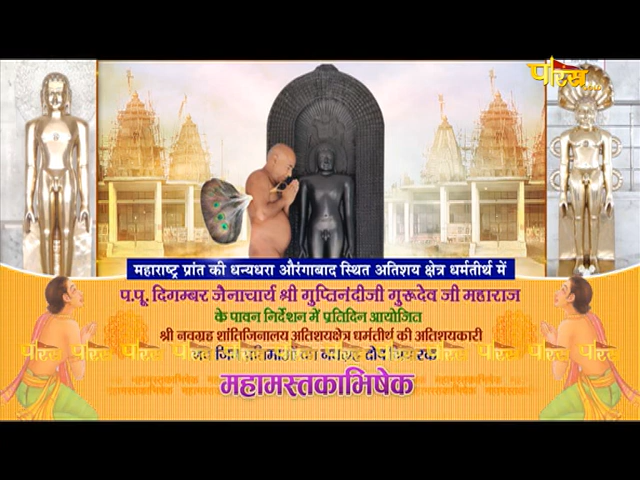 पारस
महाराष्ट्र प्रांत की धन्यधरा औरंगाबाद स्थित अतिशय क्षेत्र धर्मतीर्थ में
प.पू. दिगम्बर जैनाचार्य श्री गुप्तिनंदीजी गुरूदेव जी महाराज
के पावन निर्देशन में प्रतिदिन आयोजित
श्री नवग्रह शांतिजिनालय अतिशयक्षेत्र धर्मतीर्थ की अतिशयकारी
महामस्तकाभिषेक